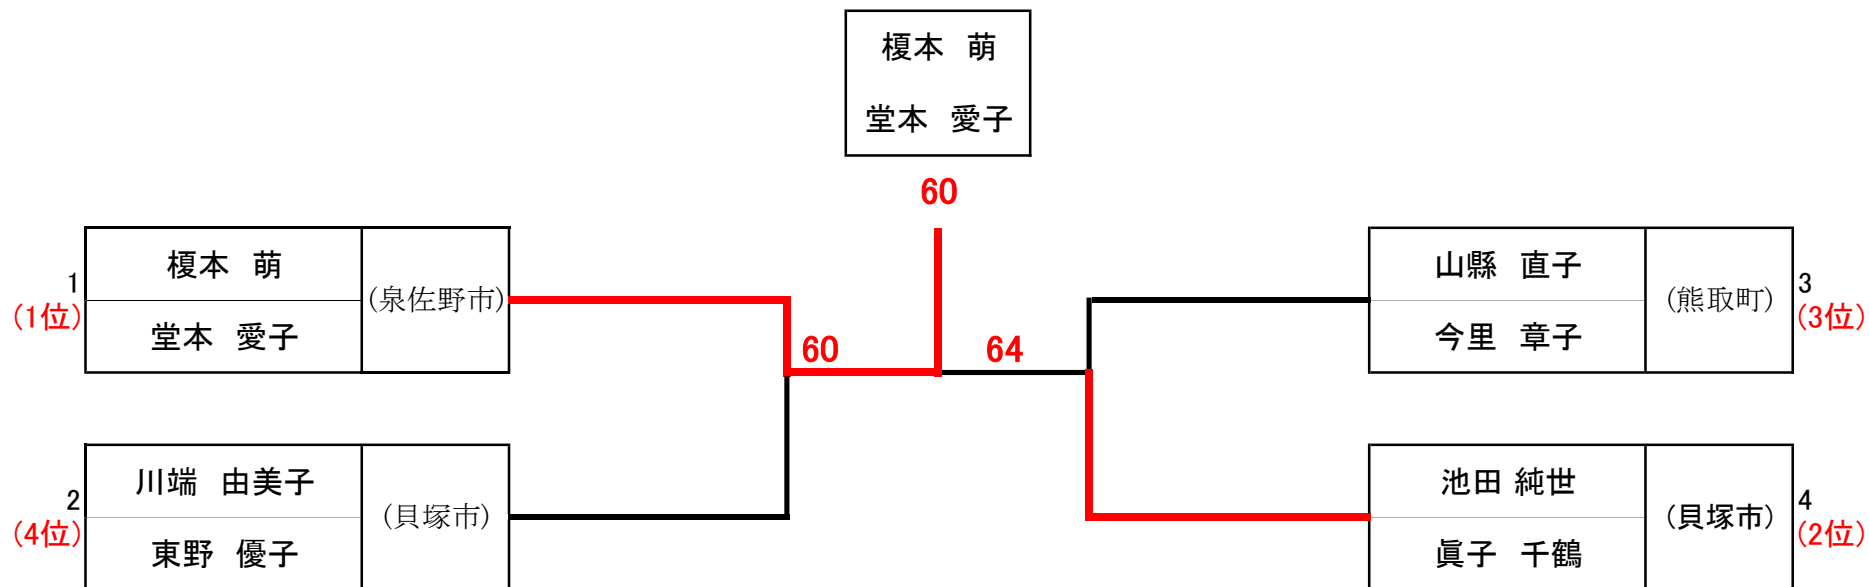 榎本　萌
堂本　愛子
60
1
(1位)
榎本　萌
堂本　愛子
(泉佐野市)
山縣　直子
今里　章子
(熊取町)
3
(3位)
60
64
2
(4位)
川端　由美子
東野　優子
(貝塚市)
池田 純世
眞子　千鶴
(貝塚市)
4
(2位)